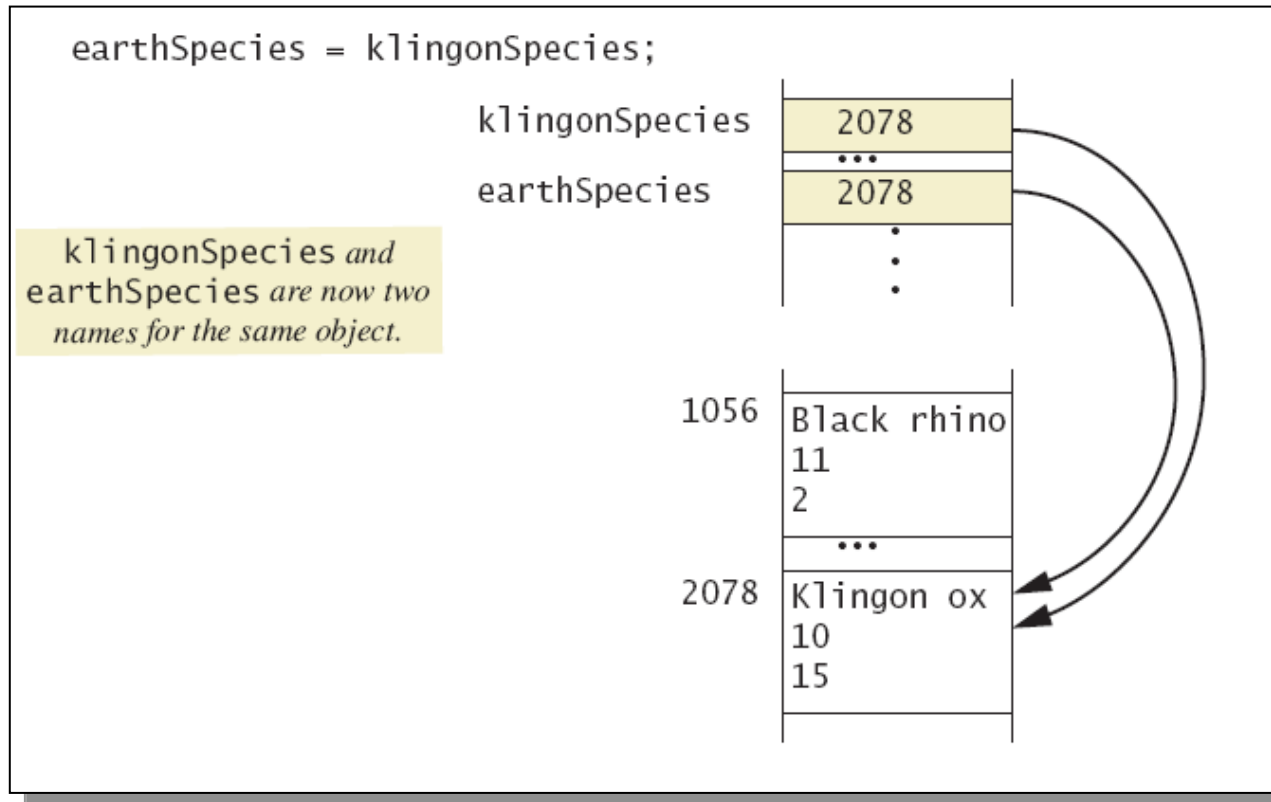 earthSpecies = klingonSpecies;
klingonSpecies 2078
•••
earthSpecies 2078
klingonSpecies and
earthSpecies are now two
names for the same object.
1056 Black rhino
11
2
•••
2078 Klingon ox
10
15